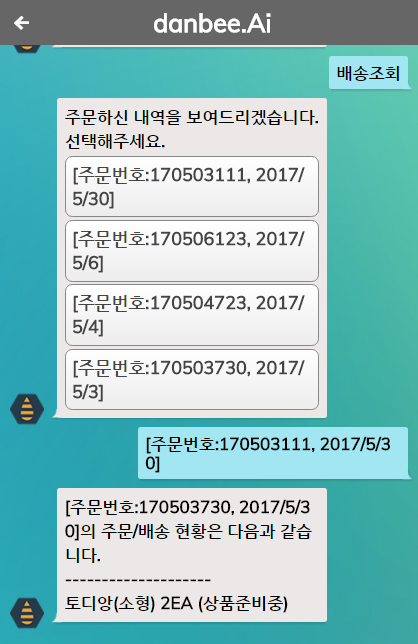 danbee.Ai
배송조회
주문하신 내역을 보여드리겠습니다.
선택해주세요.
[주문번호:170503111, 2017/
5/30]
[주문번호:170506123, 2017/
5/6]
[주문번호:170504723, 2017/
5/4]
[주문번호:170503730, 2017/
5/3]
[주문번호:170503111, 2017/5/3
0]
[주문번호:170503730, 2017/5/3
0]의 주문/배송 현황은 다음과 같습
니다.
--------------------
토디앙(소형) 2EA (상품준비중)